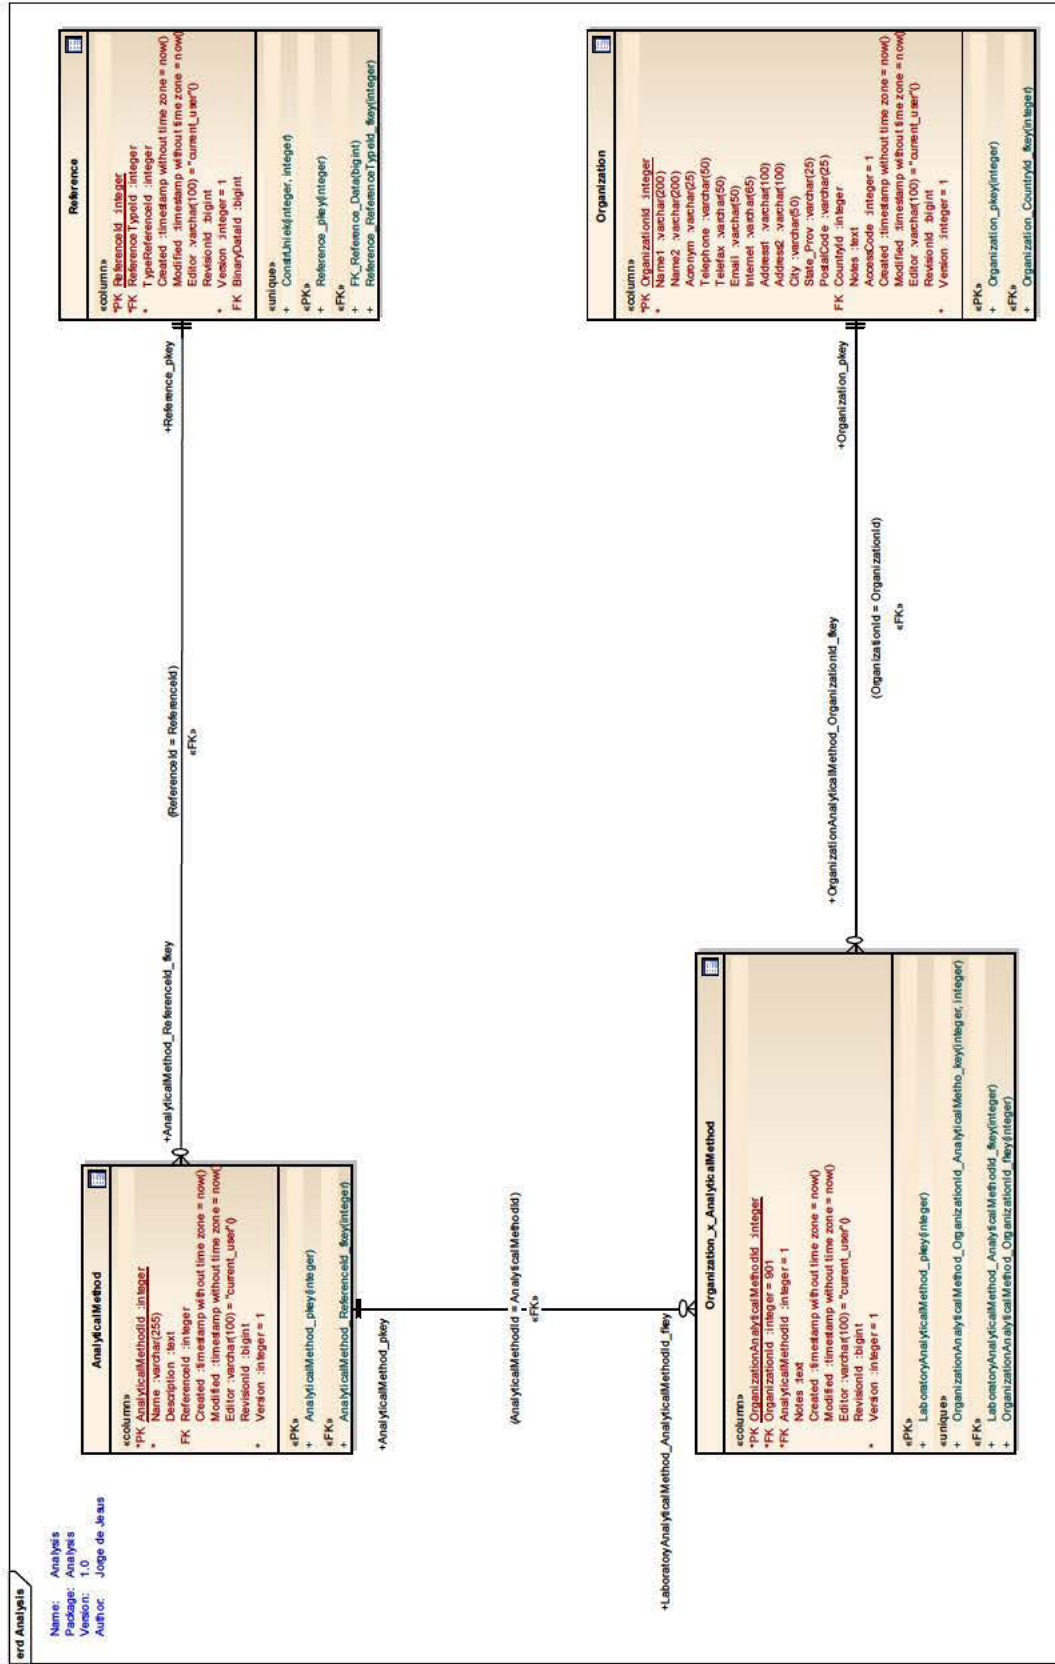 erd Analysis
Name: Analysis
Package: Analysis
Version: 1.0
Author: Jorge de Jesus
AnalyticalMethod
«column»
*PK AnalyticalMethodId :integer
* Name :varchar(255)
Description :text
FK ReferenceId :integer
Created :timestamp without time zone = now()
Modified :timestamp without time zone = now()
Editor :varchar(100) = "current_user"()
RevisionId :bigint
* Version :integer = 1
«PK»
+ AnalyticalMethod_pkey(integer)
«FK»
+ AnalyticalMethod_ReferenceId_fkey(integer)
+AnalyticalMethod_ReferenceId_fkey
(ReferenceId = ReferenceId)
«FK»
+Reference_pkey
Reference
«column»
*PK ReferenceId :integer
*FK ReferenceTypeId :integer
* TypeReferenceId :integer
Created :timestamp without time zone = now()
Modified :timestamp without time zone = now()
Editor :varchar(100) = "current_user"()
RevisionId :bigint
* Version :integer = 1
FK BinaryDataId :bigint
«unique»
+ ConstrUniek(integer, integer)
«PK»
+ Reference_pkey(integer)
«FK»
+ FK_Reference_Data(bigint)
+ Reference_ReferenceTypeId_fkey(integer)
+AnalyticalMethod_pkey
(AnalyticalMethodId = AnalyticalMethodId)
«FK»
+LaboratoryAnalyticalMethod_AnalyticalMethodId_fkey
Organization_x_AnalyticalMethod
«column»
*PK OrganizationAnalyticalMethodId :integer
*FK OrganizationId :integer = 901
*FK AnalyticalMethodId :integer = 1
Notes :text
Created :timestamp without time zone = now()
Modified :timestamp without time zone = now()
Editor :varchar(100) = "current_user"()
RevisionId :bigint
* Version :integer = 1
«PK»
+ LaboratoryAnalyticalMethod_pkey(integer)
«unique»
+ OrganizationAnalyticalMethod_OrganizationId_AnalyticalMetho_key(integer, integer)
«FK»
+ LaboratoryAnalyticalMethod_AnalyticalMethodId_fkey(integer)
+ OrganizationAnalyticalMethod_OrganizationId_fkey(integer)
+OrganizationAnalyticalMethod_OrganizationId_fkey
(OrganizationId = OrganizationId)
«FK»
+Organization_pkey
Organization
«column»
*PK OrganizationId :integer
* Name1 :varchar(200)
Name2 :varchar(200)
Acronym :varchar(25)
Telephone :varchar(50)
Telefax :varchar(50)
Email :varchar(50)
Internet :varchar(65)
Address1 :varchar(100)
Address2 :varchar(100)
City :varchar(50)
State_Prov :varchar(25)
PostalCode :varchar(25)
FK CountryId :integer
Notes :text
AccessCode :integer = 1
Created :timestamp without time zone = now()
Modified :timestamp without time zone = now()
Editor :varchar(100) = "current_user"()
RevisionId :bigint
* Version :integer = 1
«PK»
+ Organization_pkey(integer)
«FK»
+ Organization_CountryId_fkey(integer)